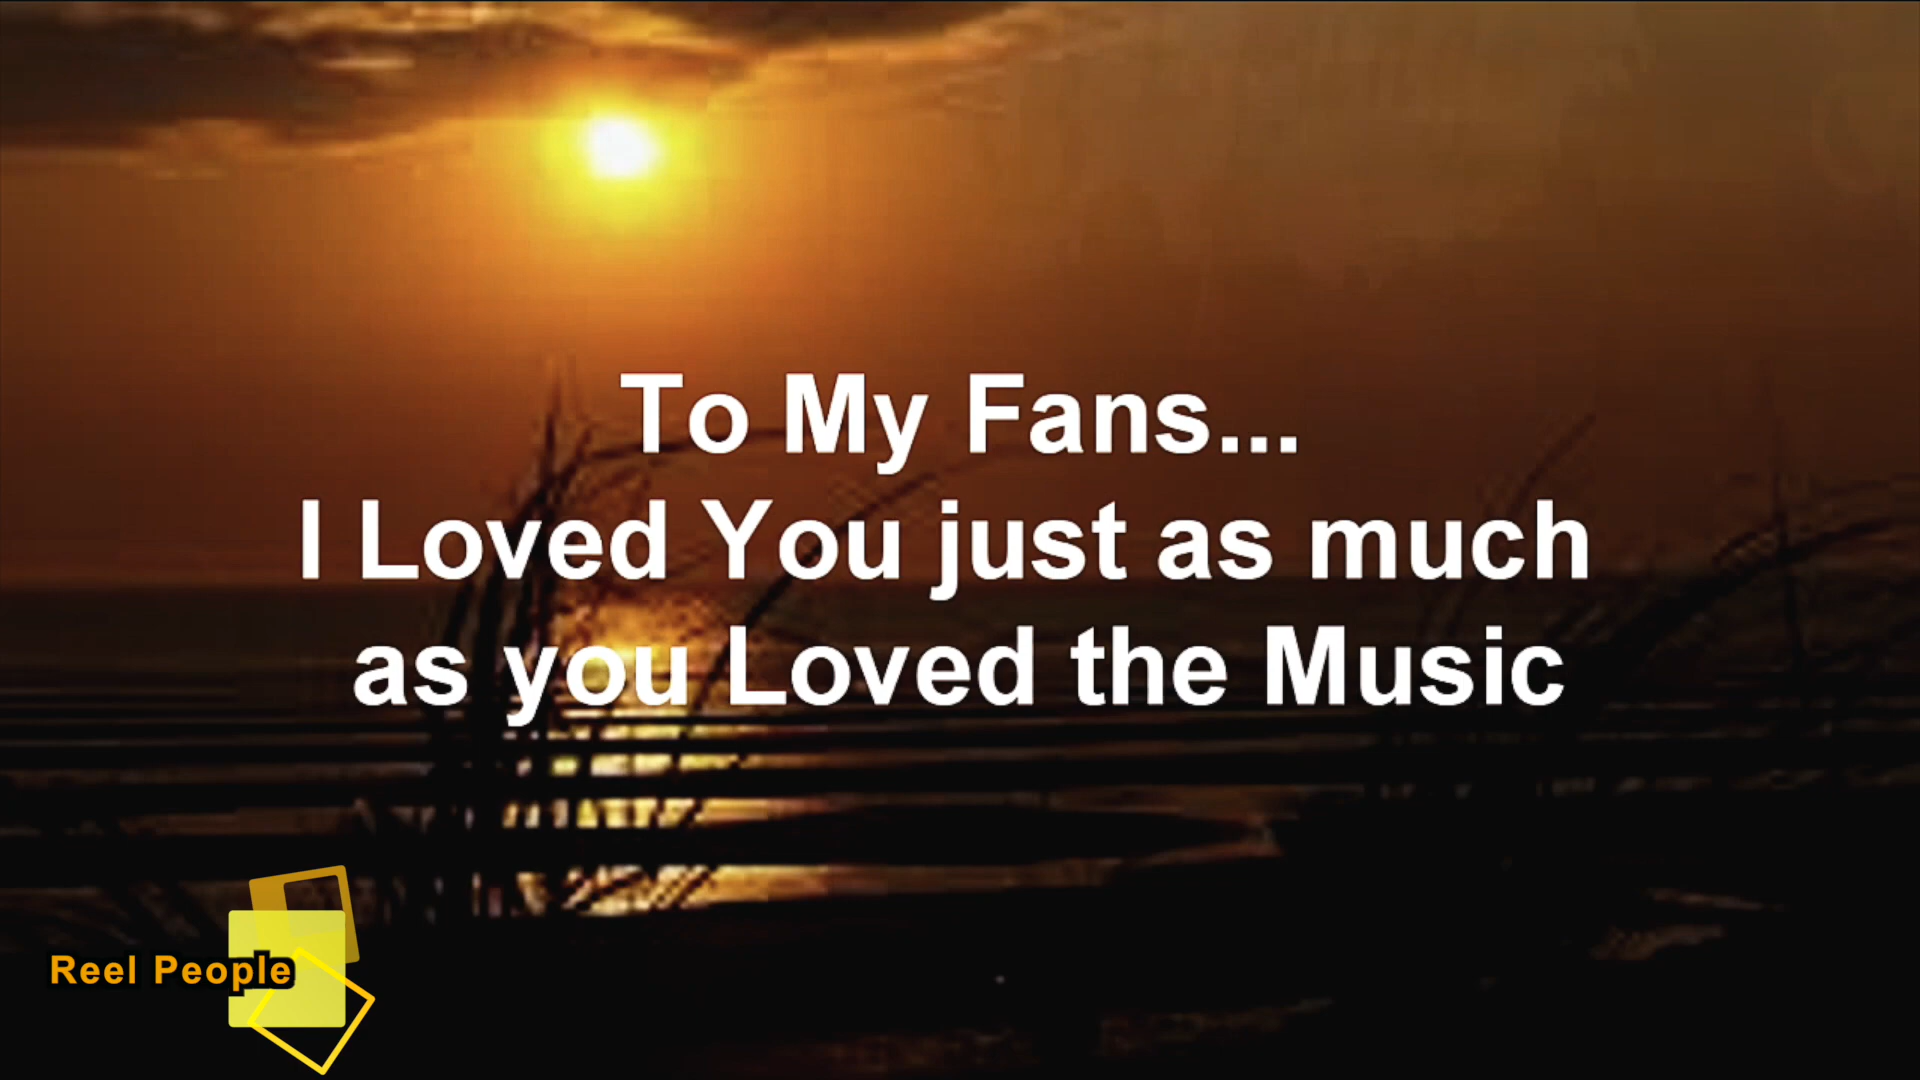 To My Fans...
I Loved You just as much
as you Loved the Music
Reel People